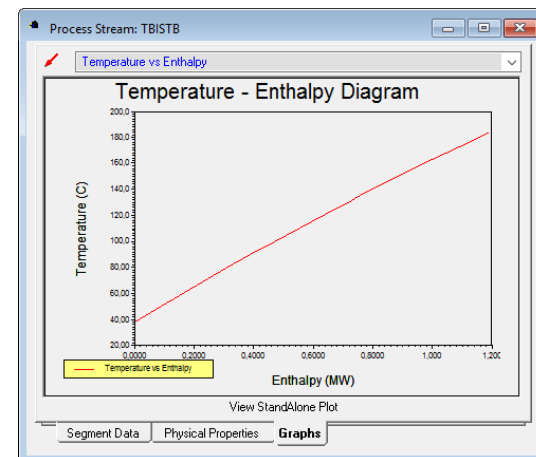 Process Stream: TBISTB
Temperature vs Enthalpy
Temperature - Enthalpy Diagram
200,0
180,0
160,0
140,0
120,0
100,0
80,00
60,00
40,00
20,00
Temperature (C)
0,0000 0,2000 0,4000 0,6000 0,8000 1,000 1,200
Temperature vs Enthalpy
Enthalpy (MW)
View StandAlone Plot
Segment Data Physical Properties Graphs